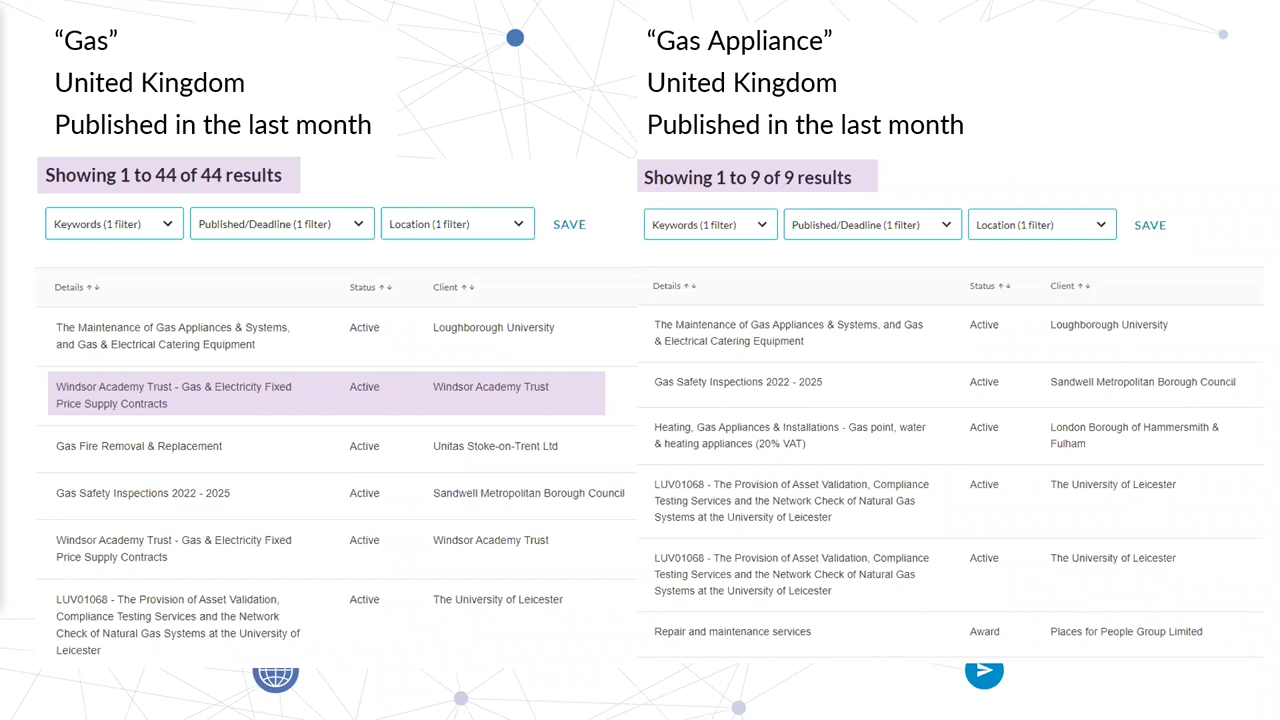 “Gas”
United Kingdom
Published in the last month
Showing 1 to 44 of 44 results
Keywords (1 filter)
Published/Deadline (1 filter)
Location (1 filter)
SAVE
Details ↑↓
Status ↑↓
Client ↑↓
The Maintenance of Gas Appliances & Systems,
and Gas & Electrical Catering Equipment
Active
Loughborough University
Windsor Academy Trust - Gas & Electricity Fixed
Price Supply Contracts
Active
Windsor Academy Trust
Gas Fire Removal & Replacement
Active
Unitas Stoke-on-Trent Ltd
Gas Safety Inspections 2022 - 2025
Active
Sandwell Metropolitan Borough Council
Windsor Academy Trust - Gas & Electricity Fixed
Price Supply Contracts
Active
Windsor Academy Trust
LUV01068 - The Provision of Asset Validation,
Compliance Testing Services and the Network
Check of Natural Gas Systems at the University of
Leicester
Active
The University of Leicester
“Gas Appliance”
United Kingdom
Published in the last month
Showing 1 to 9 of 9 results
Keywords (1 filter)
Published/Deadline (1 filter)
Location (1 filter)
SAVE
Details ↑↓
Status ↑↓
Client ↑↓
The Maintenance of Gas Appliances & Systems, and Gas
& Electrical Catering Equipment
Active
Loughborough University
Gas Safety Inspections 2022 - 2025
Active
Sandwell Metropolitan Borough Council
Heating, Gas Appliances & Installations - Gas point, water
& heating appliances (20% VAT)
Active
London Borough of Hammersmith &
Fulham
LUV01068 - The Provision of Asset Validation, Compliance
Testing Services and the Network Check of Natural Gas
Systems at the University of Leicester
Active
The University of Leicester
LUV01068 - The Provision of Asset Validation, Compliance
Testing Services and the Network Check of Natural Gas
Systems at the University of Leicester
Active
The University of Leicester
Repair and maintenance services
Award
Places for People Group Limited